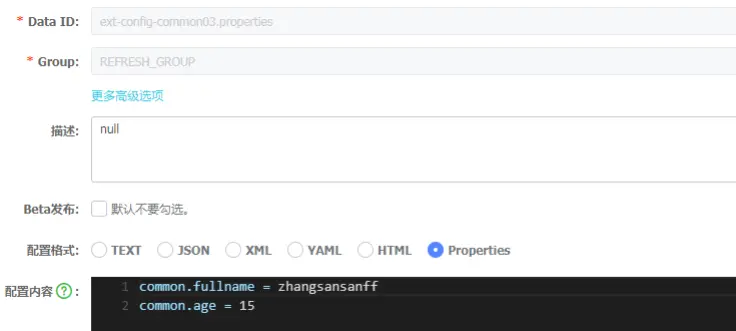 * Data ID: ext-config-common03.properties
* Group: REFRESH_GROUP
更多高级选项
描述: null
Beta发布: 默认不要勾选。
配置格式: TEXT JSON XML YAML HTML Properties
配置内容 ? :
1 common.fullname = zhangsansanff
2 common.age = 15